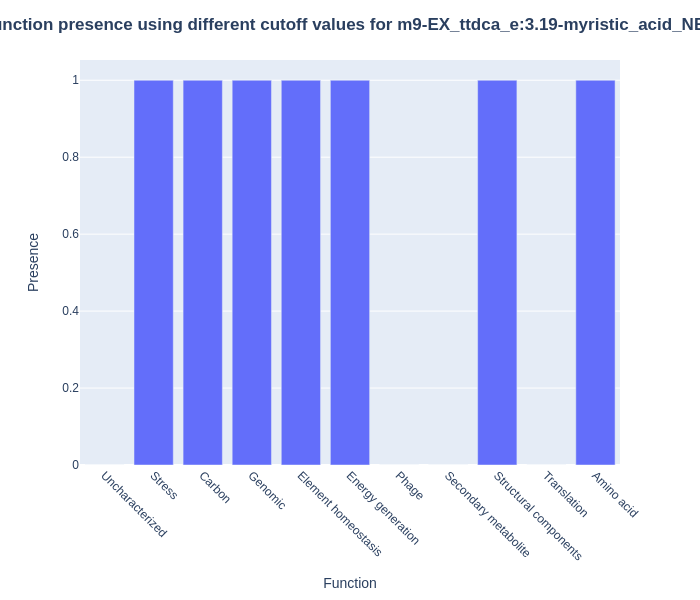 function presence using different cutoff values for m9-EX_ttdca_e:3.19-myristic_acid_NE
Presence
1
0.8
0.6
0.4
0.2
0
Uncharacterized
Stress
Carbon
Genomic
Element homeostasis
Energy generation
Phage
Secondary metabolite
Structural components
Translation
Amino acid
Function